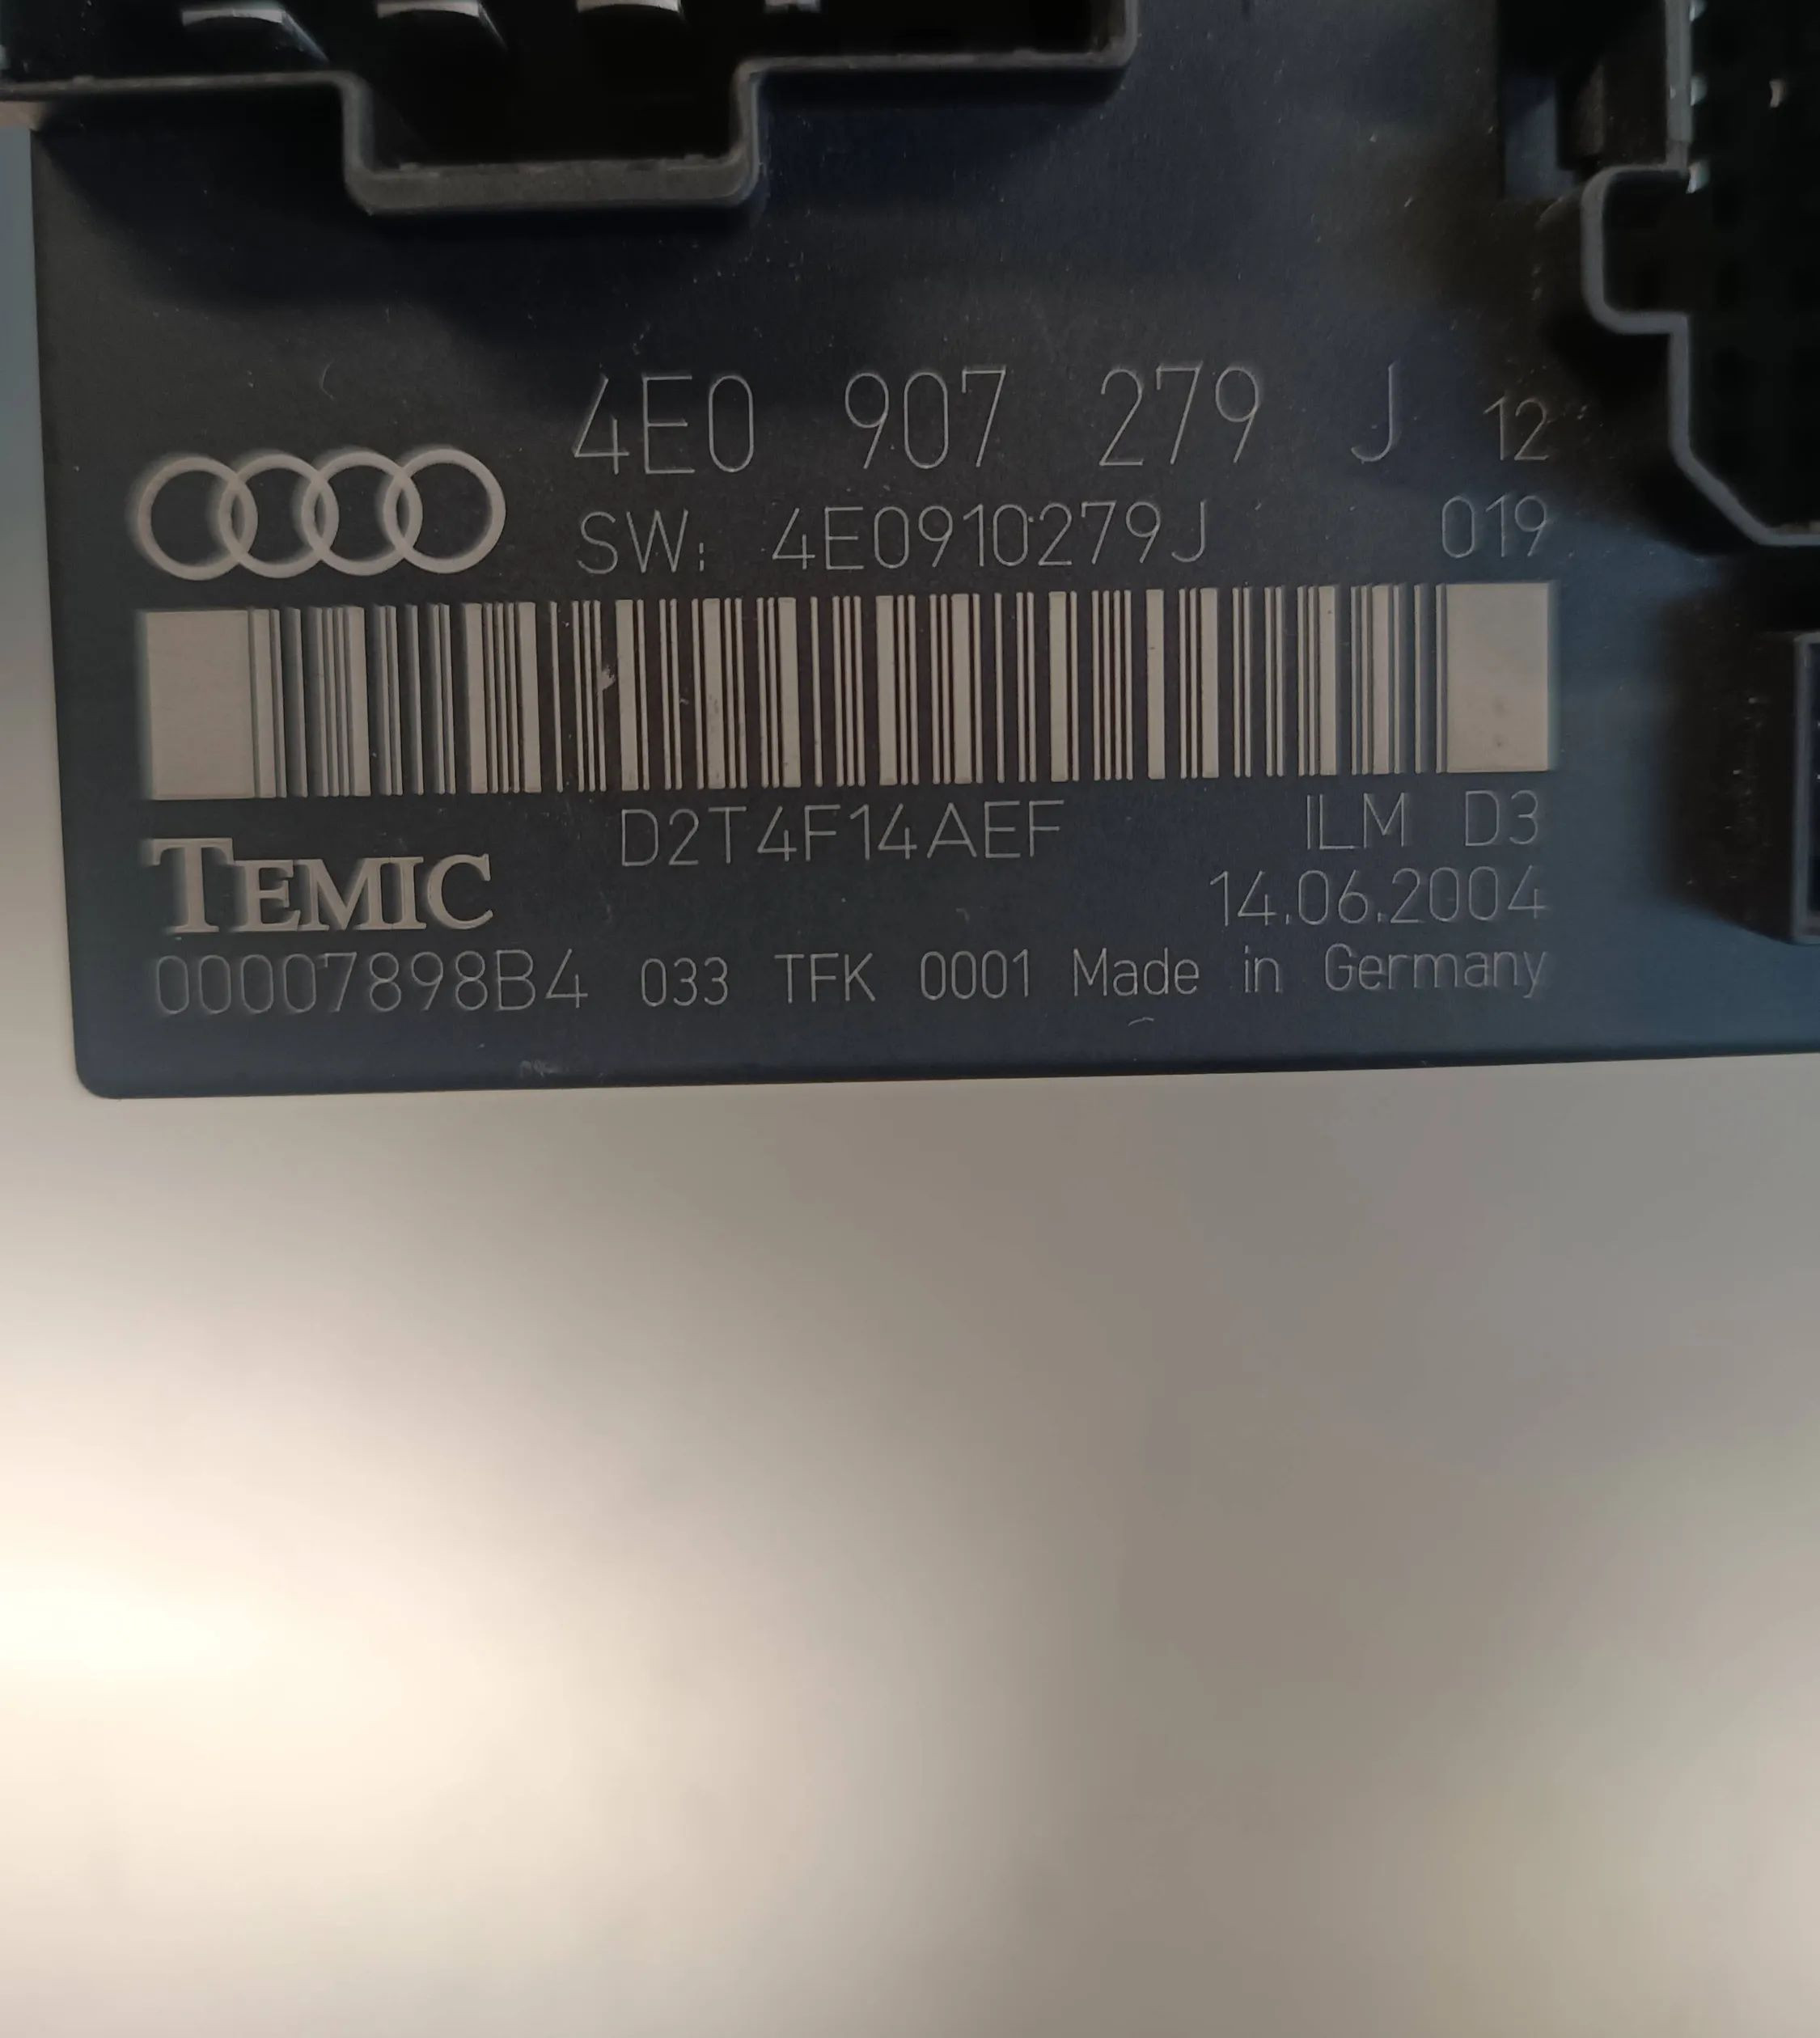 4E0 907 279 J 12
SW: 4E0910279J 019
D2T4F14AEF ILM D3
TEMIC
14.06.2004
00007898B4 033 TFK 0001 Made in Germany